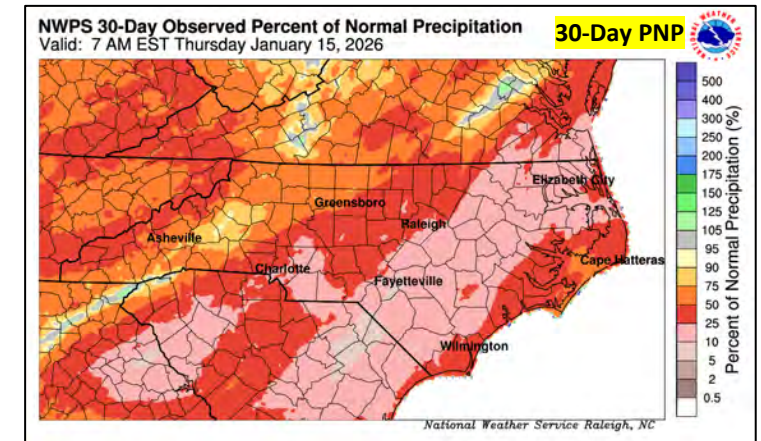 NWPS 30-Day Observed Percent of Normal Precipitation
Valid: 7 AM EST Thursday January 15, 2026
30-Day PNP
NATIONAL WEATHER SERVICE
500
400
300
250
200
175
150
125
105
95
90
75
50
25
10
5
2
0.5
Percent of Normal Precipitation (%)
Elizabeth City
Greensboro
Raleigh
Asheville
Cape Hatteras
Charlotte
Fayetteville
Wilmington
National Weather Service Raleigh, NC